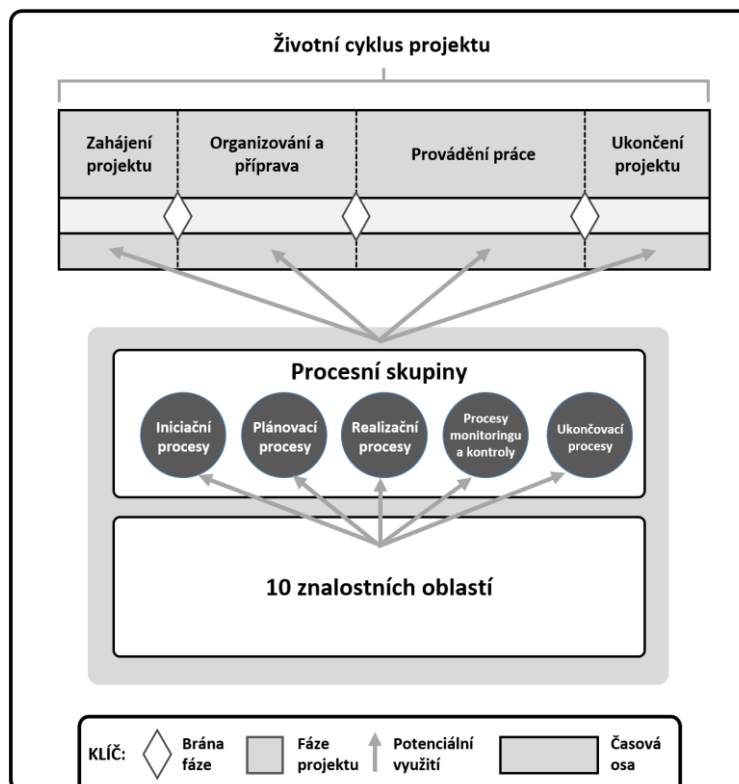 Životní cyklus projektu
Zahájení
projektu
Organizování a
příprava
Provádění práce
Ukončení
projektu
Procesní skupiny
Iniciační
procesy
Plánovací
procesy
Realizační
procesy
Procesy
monitoringu
a kontroly
Ukončovací
procesy
10 znalostních oblastí
KLÍČ:
Brána
fáze
Fáze
projektu
Potenciální
využití
Časová
osa